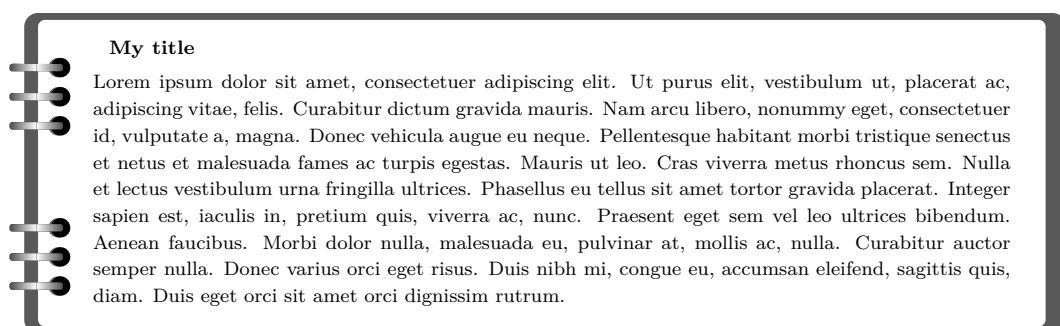 My title
Lorem ipsum dolor sit amet, consectetuer adipiscing elit. Ut purus elit, vestibulum ut, placerat ac,
adipiscing vitae, felis. Curabitur dictum gravida mauris. Nam arcu libero, nonummy eget, consectetuer
id, vulputate a, magna. Donec vehicula augue eu neque. Pellentesque habitant morbi tristique senectus
et netus et malesuada fames ac turpis egestas. Mauris ut leo. Cras viverra metus rhoncus sem. Nulla
et lectus vestibulum urna fringilla ultrices. Phasellus eu tellus sit amet tortor gravida placerat. Integer
sapien est, iaculis in, pretium quis, viverra ac, nunc. Praesent eget sem vel leo ultrices bibendum.
Aenean faucibus. Morbi dolor nulla, malesuada eu, pulvinar at, mollis ac, nulla. Curabitur auctor
semper nulla. Donec varius orci eget risus. Duis nibh mi, congue eu, accumsan eleifend, sagittis quis,
diam. Duis eget orci sit amet orci dignissim rutrum.